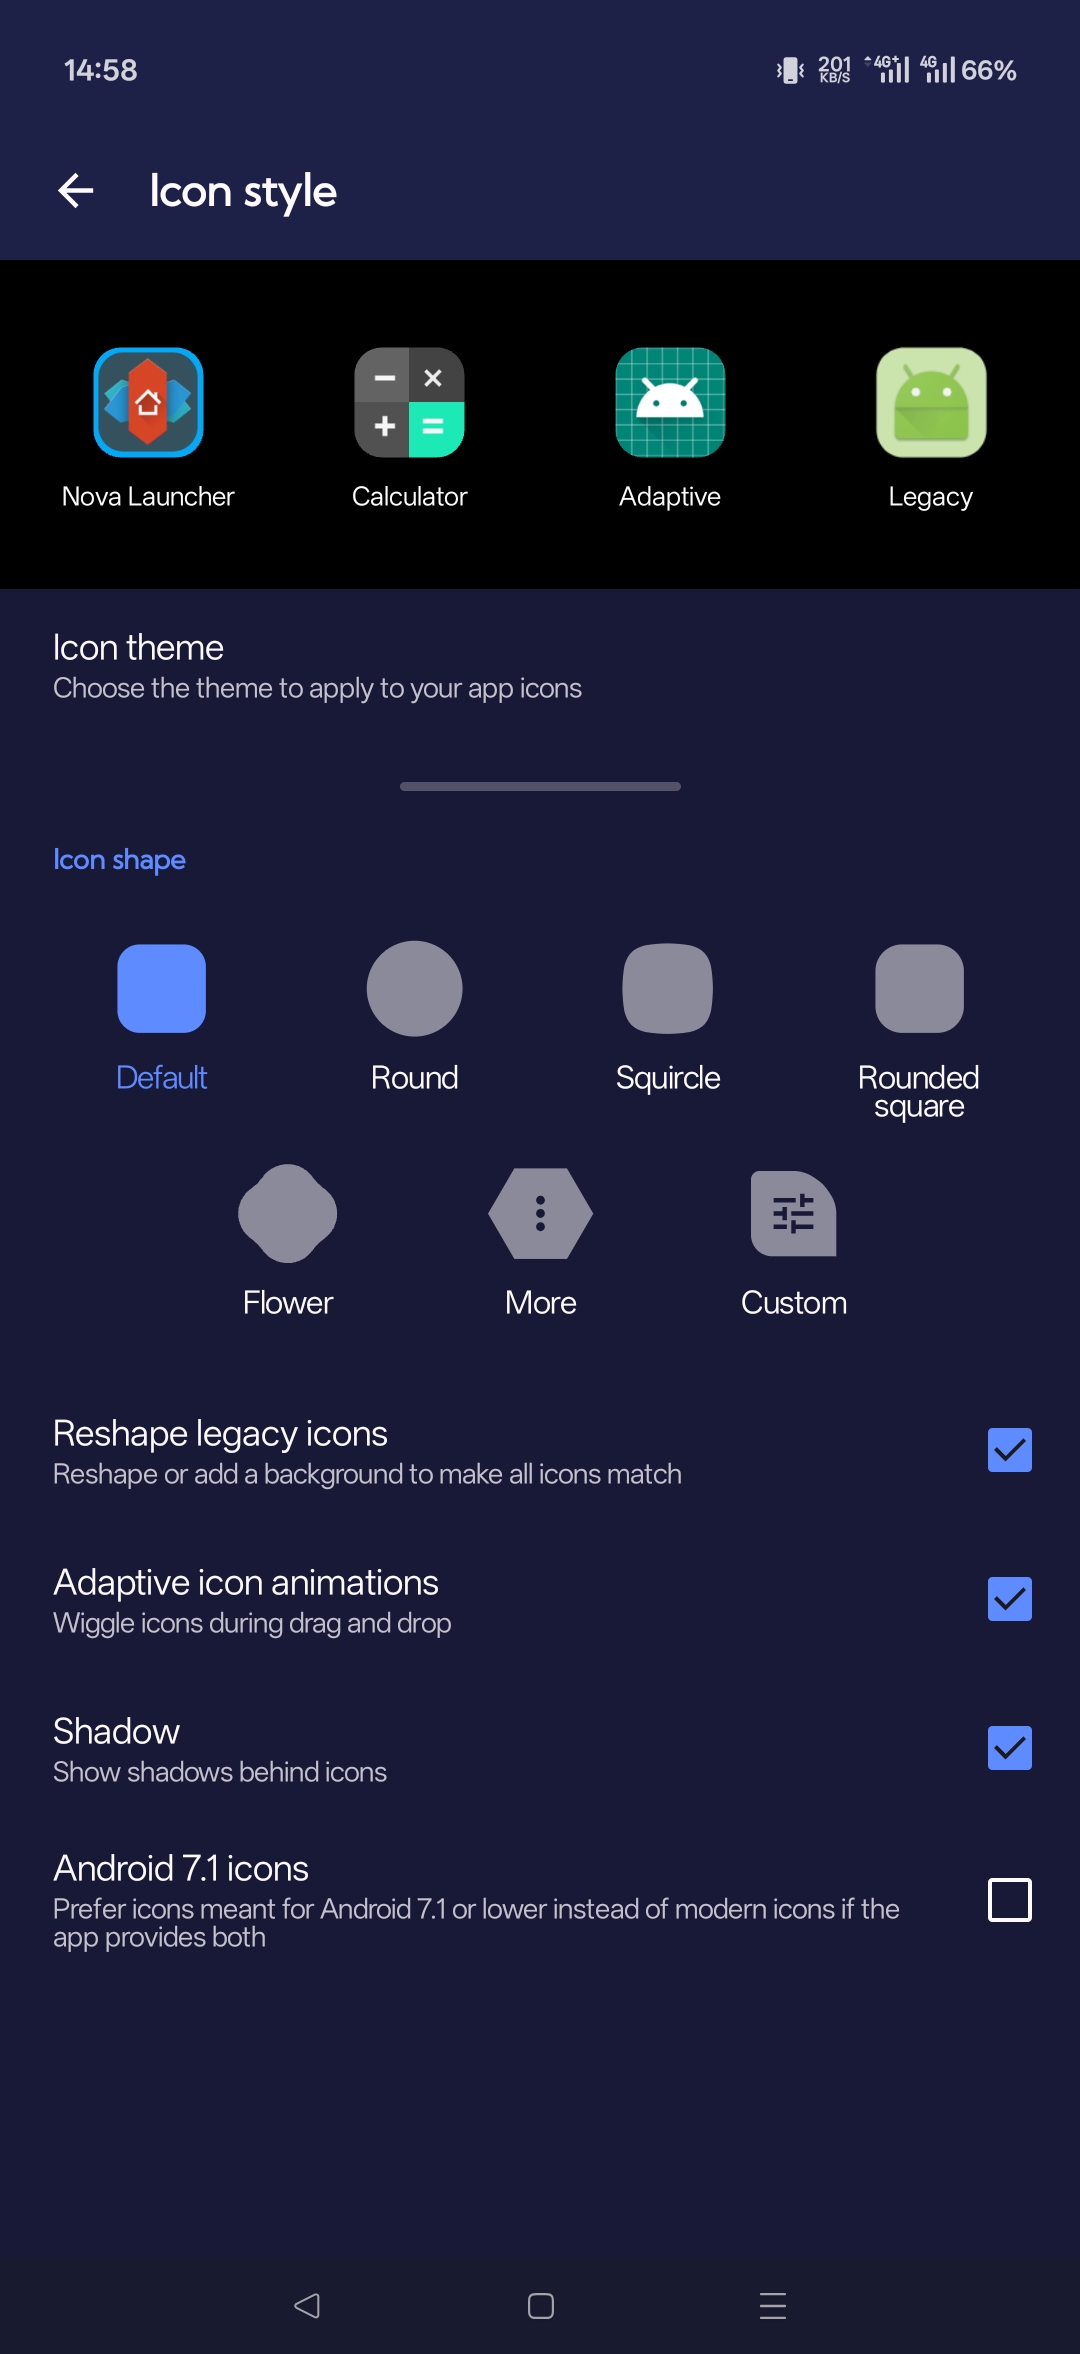 14:58
201 KB/S 4G+ 4G 66%
Icon style
Nova Launcher Calculator Adaptive Legacy
Icon theme
Choose the theme to apply to your app icons
Icon shape
Default Round Squircle Rounded square
Flower More Custom
Reshape legacy icons
Reshape or add a background to make all icons match
Adaptive icon animations
Wiggle icons during drag and drop
Shadow
Show shadows behind icons
Android 7.1 icons
Prefer icons meant for Android 7.1 or lower instead of modern icons if the
app provides both